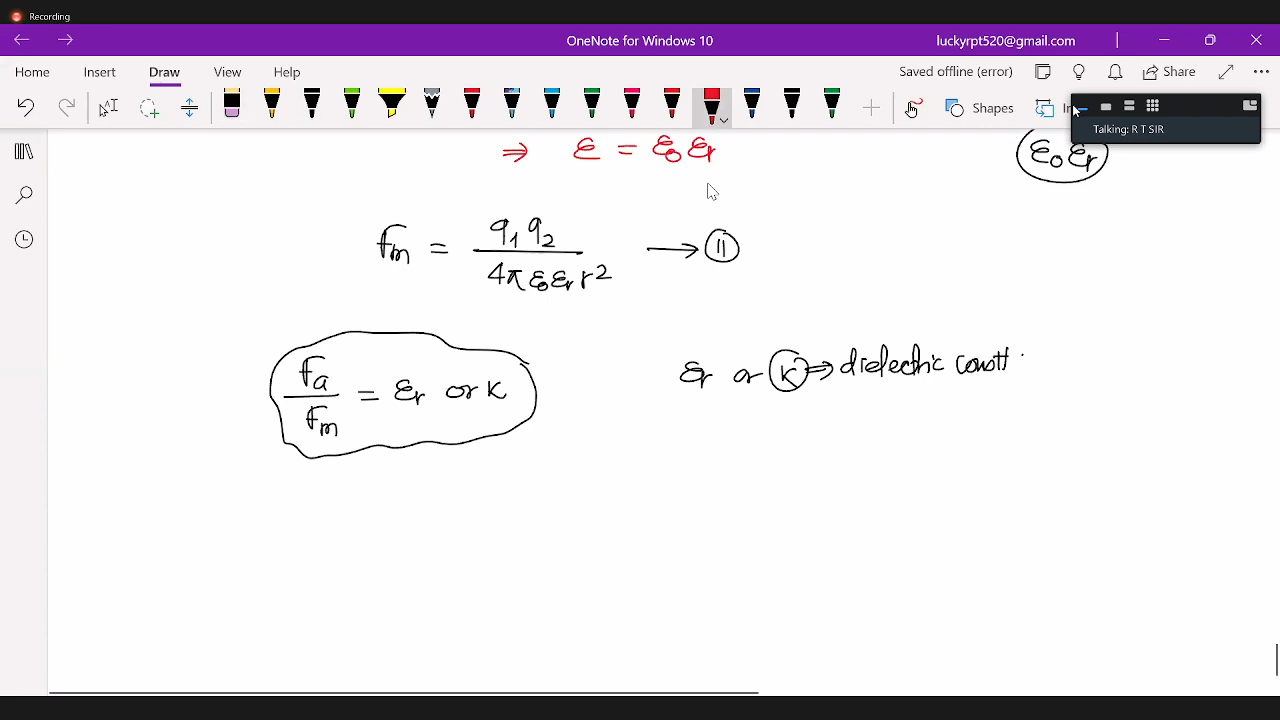 Recording
OneNote for Windows 10
luckyrpt520@gmail.com
Home Insert Draw View Help
Saved offline (error)
Share
Shapes
In
Talking: R T SIR
⇒ ε = ε₀ εr
ε₀ εr
Fm = q1 q2 / 4π ε₀ εr r² → II
Fa / Fm = εr or K
εr or K ⇒ dielectric constt.